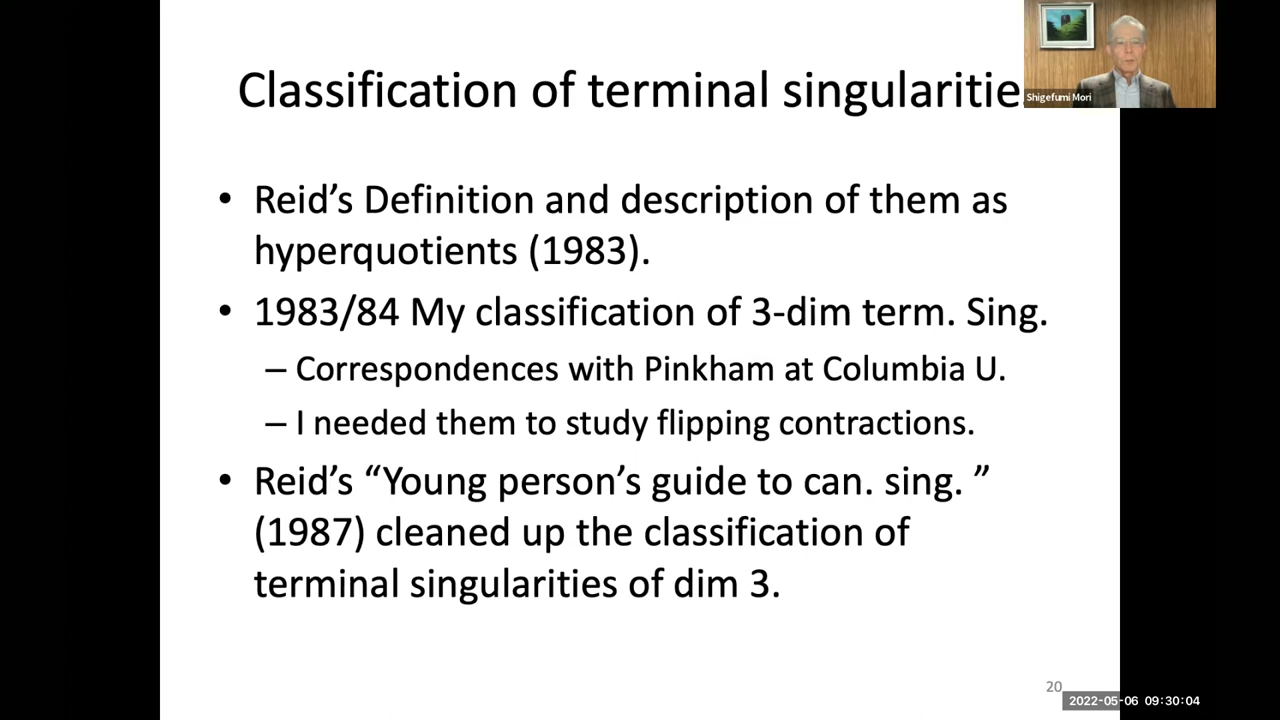 Classification of terminal singularitie
Shigefumi Mori
• Reid’s Definition and description of them as
hyperquotients (1983).
• 1983/84 My classification of 3-dim term. Sing.
– Correspondences with Pinkham at Columbia U.
– I needed them to study flipping contractions.
• Reid’s “Young person’s guide to can. sing. ”
(1987) cleaned up the classification of
terminal singularities of dim 3.
20
2022-05-06 09:30:04